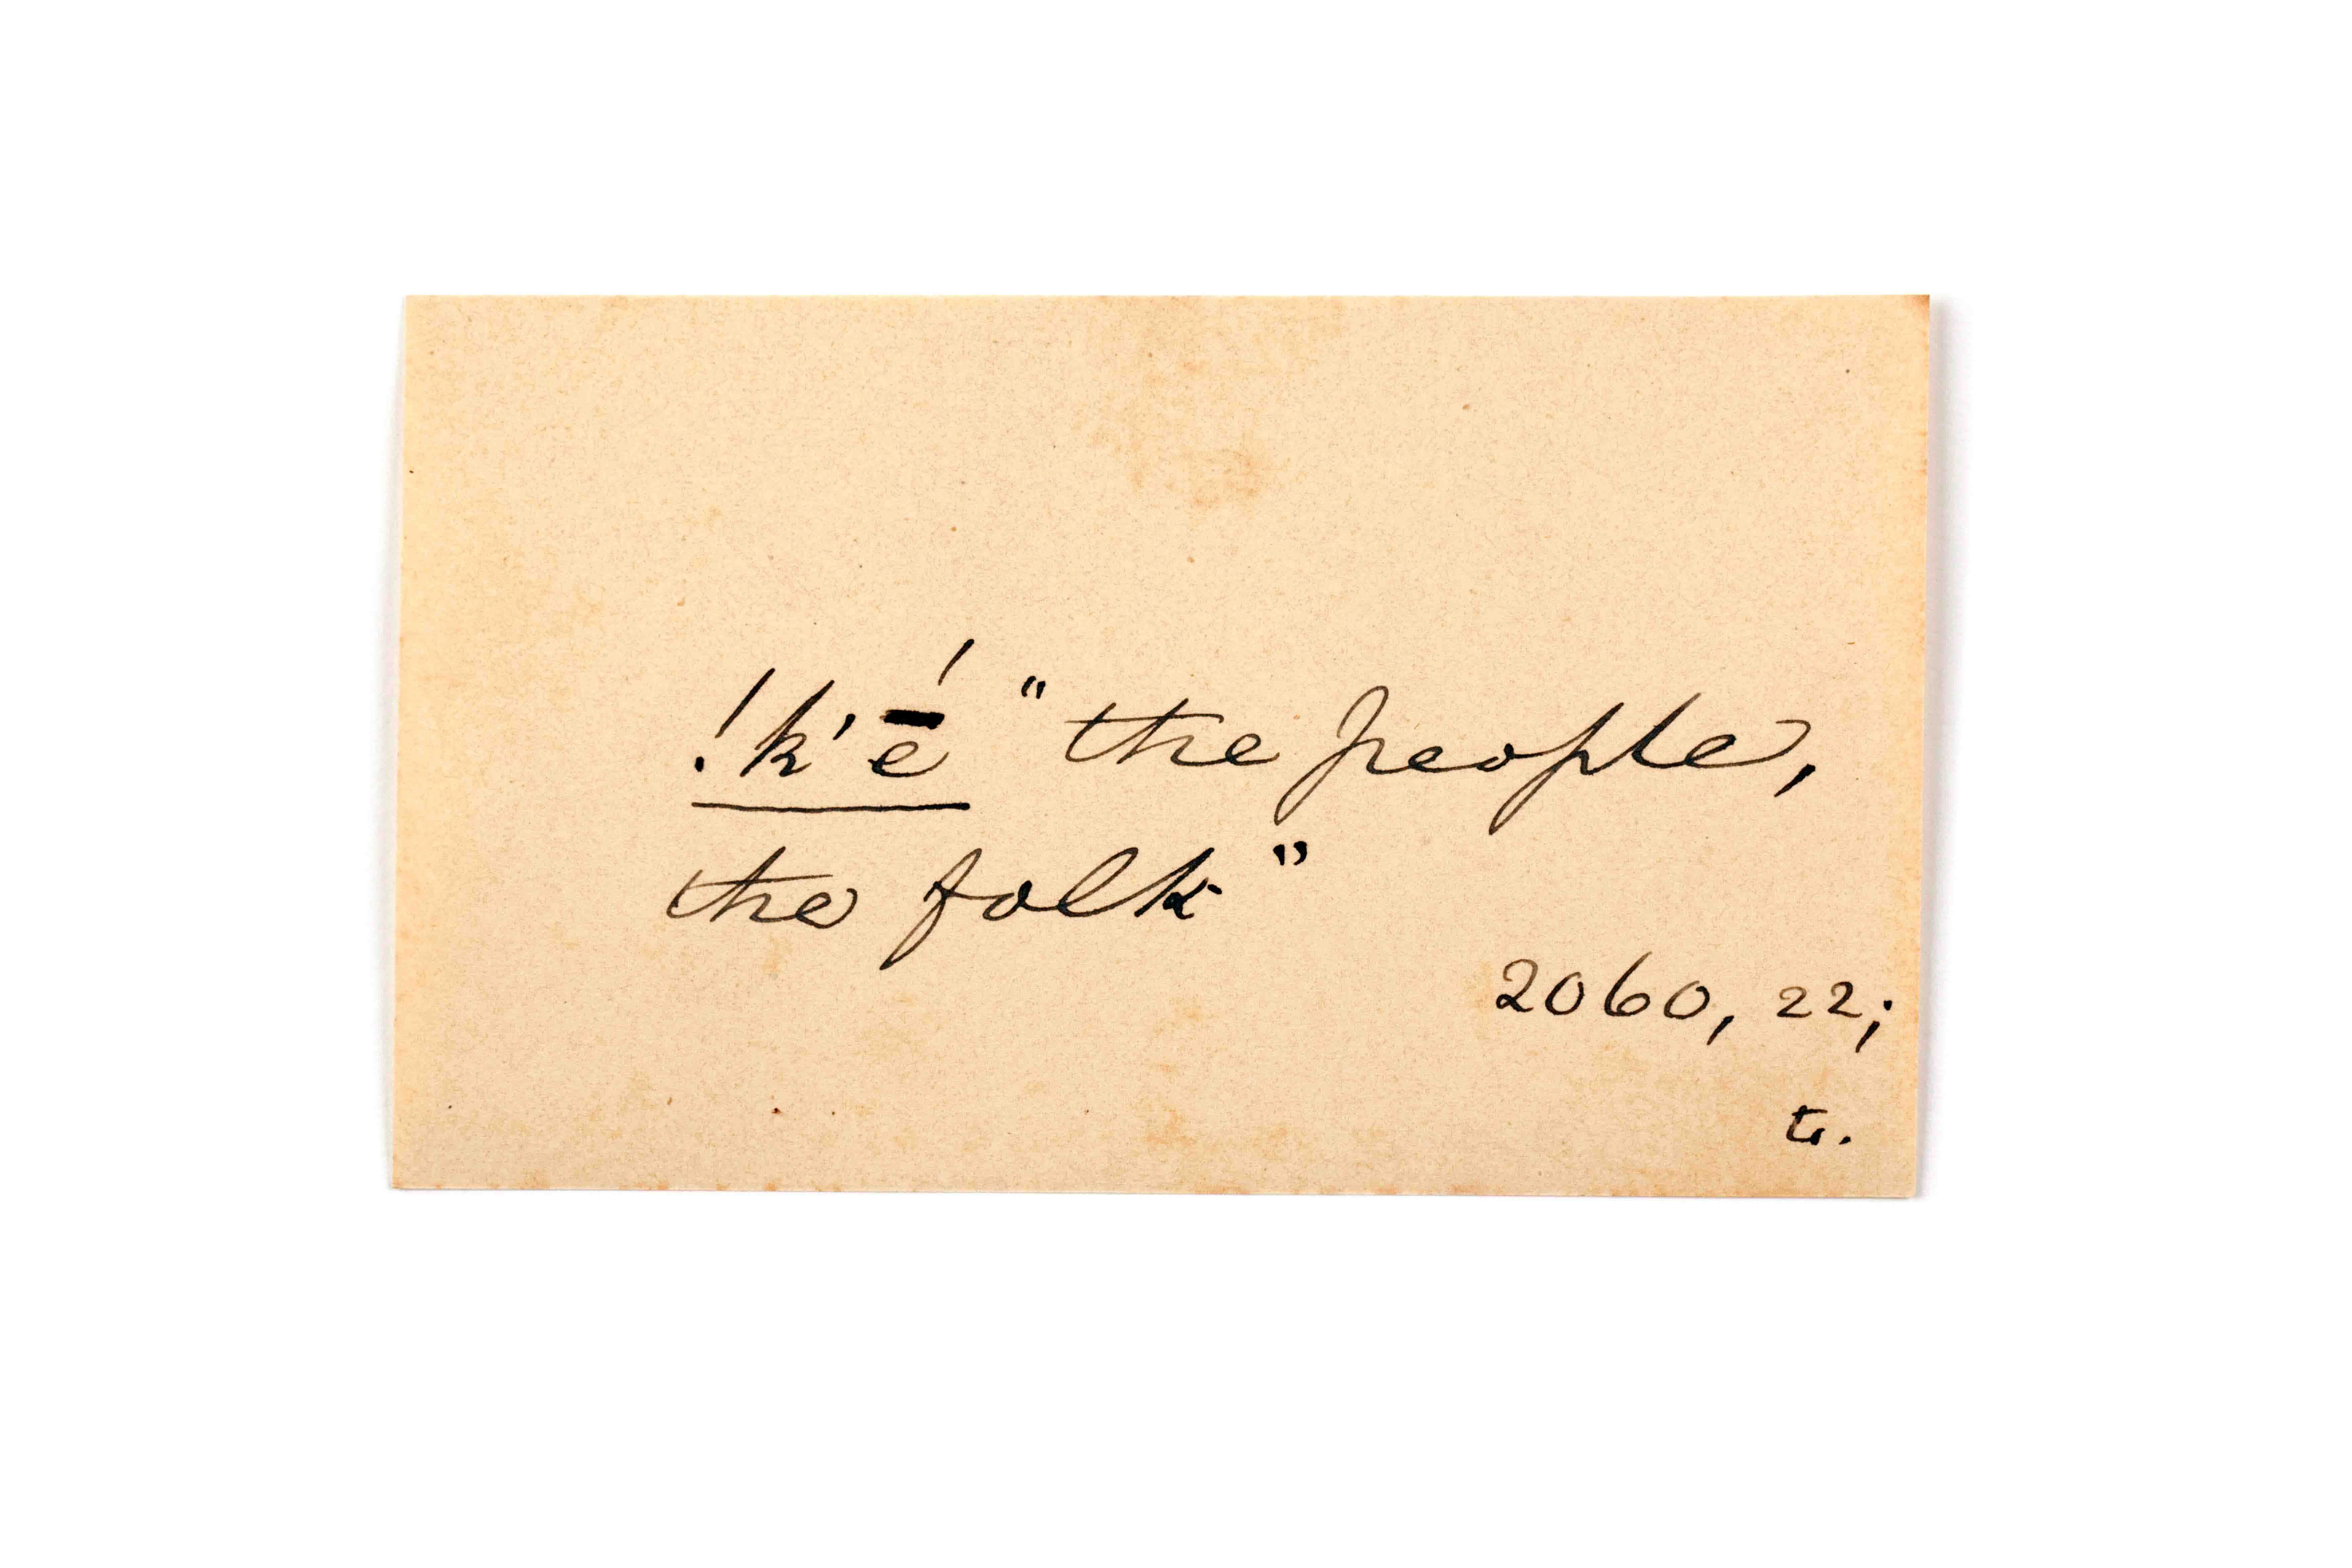 !k'ḗ "the people,
the folk"
2060, 22;
t.